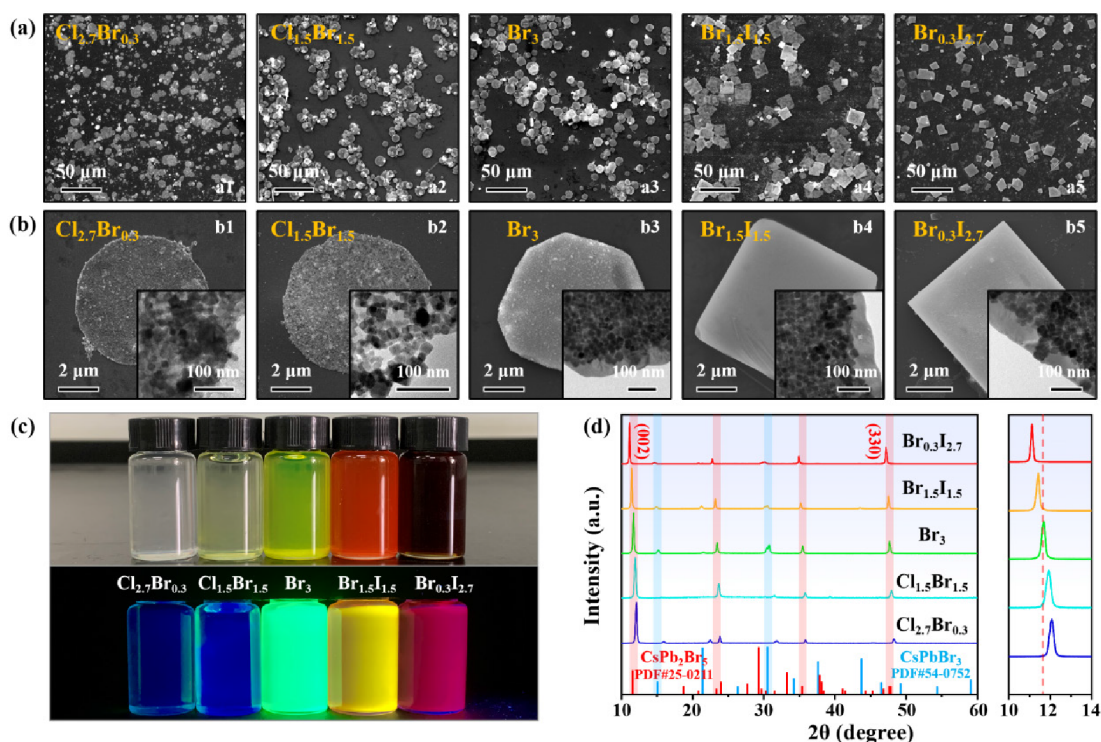 (a)
Cl2.7Br0.3
50 µm
a1
Cl1.5Br1.5
50 µm
a2
Br3
50 µm
a3
Br1.5I1.5
50 µm
a4
Br0.3I2.7
50 µm
a5
(b)
Cl2.7Br0.3
b1
2 µm
100 nm
Cl1.5Br1.5
b2
2 µm
100 nm
Br3
b3
2 µm
100 nm
Br1.5I1.5
b4
2 µm
100 nm
Br0.3I2.7
b5
2 µm
100 nm
(c)
Cl2.7Br0.3 Cl1.5Br1.5 Br3 Br1.5I1.5 Br0.3I2.7
(d)
Intensity (a.u.)
(002)
(330)
Br0.3I2.7
Br1.5I1.5
Br3
Cl1.5Br1.5
Cl2.7Br0.3
CsPb2Br5
PDF#25-0211
CsPbBr3
PDF#54-0752
10 20 30 40 50 60
10 12 14
2θ (degree)